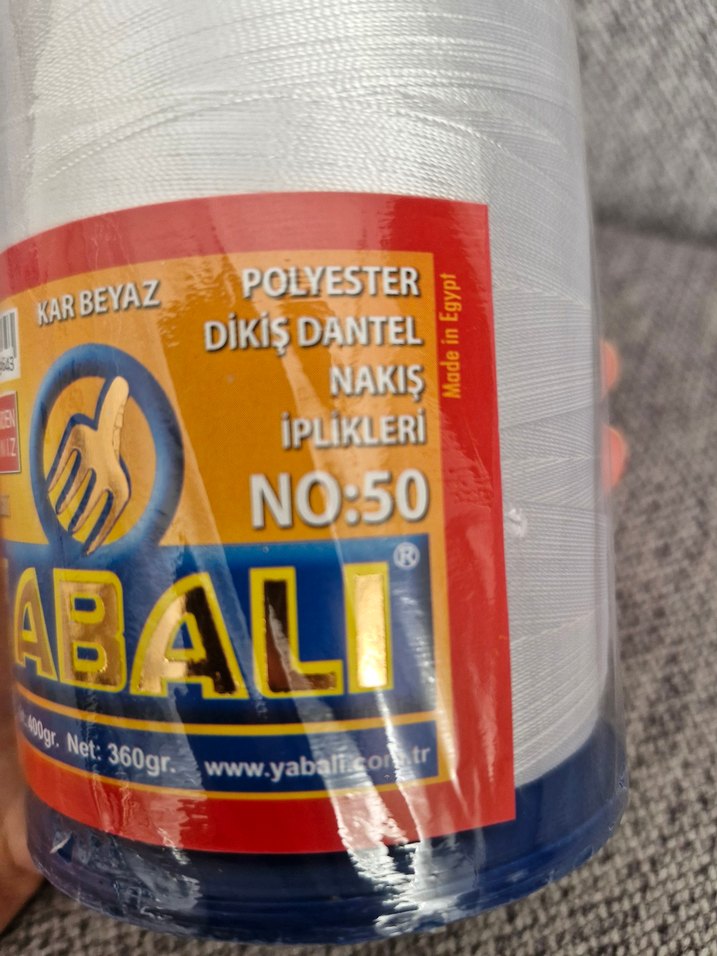 KAR BEYAZ
POLYESTER
DİKİŞ DANTEL
NAKIŞ
İPLİKLERİ
NO:50
Made in Egypt
ABALI®
400gr. Net: 360gr.
www.yabali.com.tr